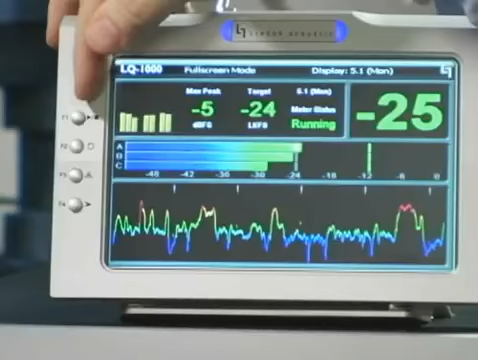 LINEAR ACOUSTIC
LQ-1000 Fullscreen Mode Display: 5.1 (Mon)
Max Peak Target 5.1 (Mon)
-5 -24 Meter Status -25
dBFS LKFS Running
F1
F2
F3
F4
A
B
C
-48 -42 -36 -30 -24 -18 -12 -6 0